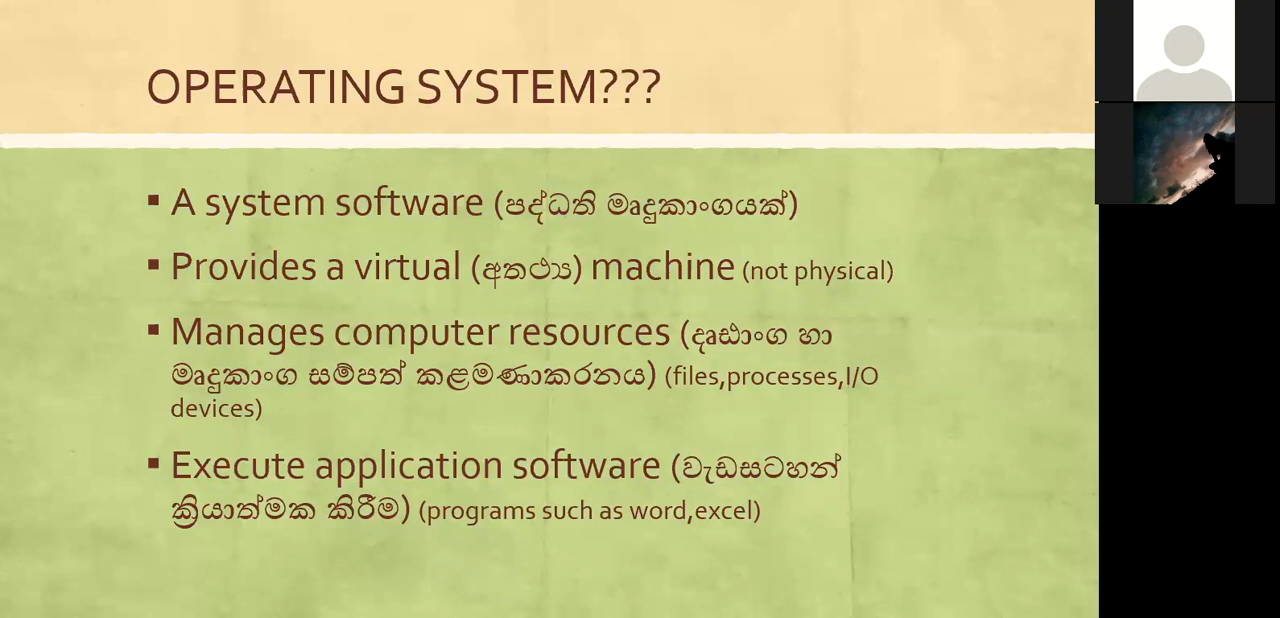 OPERATING SYSTEM???
▪ A system software (පද්ධති මෘදුකාංගයක්)
▪ Provides a virtual (අතථ්‍ය) machine (not physical)
▪ Manages computer resources (දෘඪාංග හා
මෘදුකාංග සම්පත් කළමණාකරනය) (files,processes,I/O
devices)
▪ Execute application software (වැඩසටහන්
ක්‍රියාත්මක කිරීම) (programs such as word,excel)